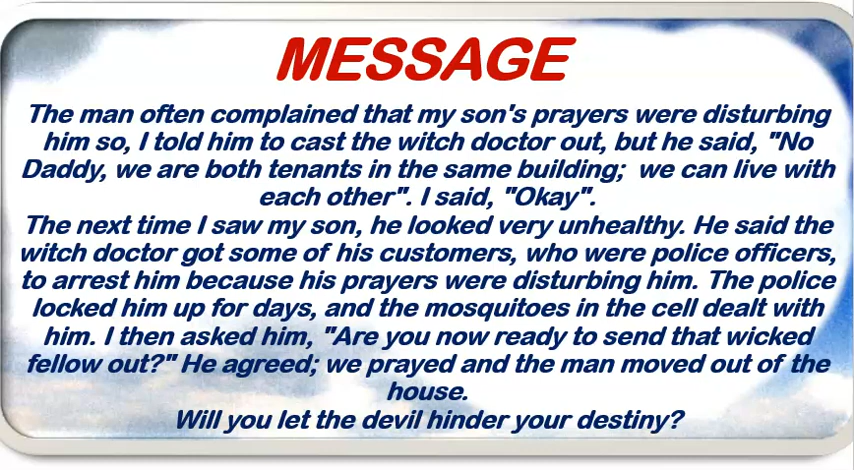 MESSAGE
The man often complained that my son's prayers were disturbing
him so, I told him to cast the witch doctor out, but he said, "No
Daddy, we are both tenants in the same building;  we can live with
each other". I said, "Okay".
The next time I saw my son, he looked very unhealthy. He said the
witch doctor got some of his customers, who were police officers,
to arrest him because his prayers were disturbing him. The police
locked him up for days, and the mosquitoes in the cell dealt with
him. I then asked him, "Are you now ready to send that wicked
fellow out?" He agreed; we prayed and the man moved out of the
house.
Will you let the devil hinder your destiny?